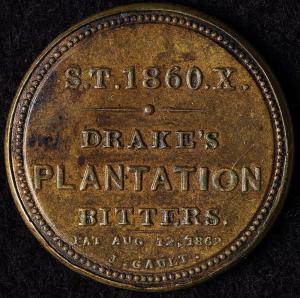 S.T.1860.X.
DRAKE'S
PLANTATION
BITTERS.
PAT AUG 12, 1862
J. GAULT.